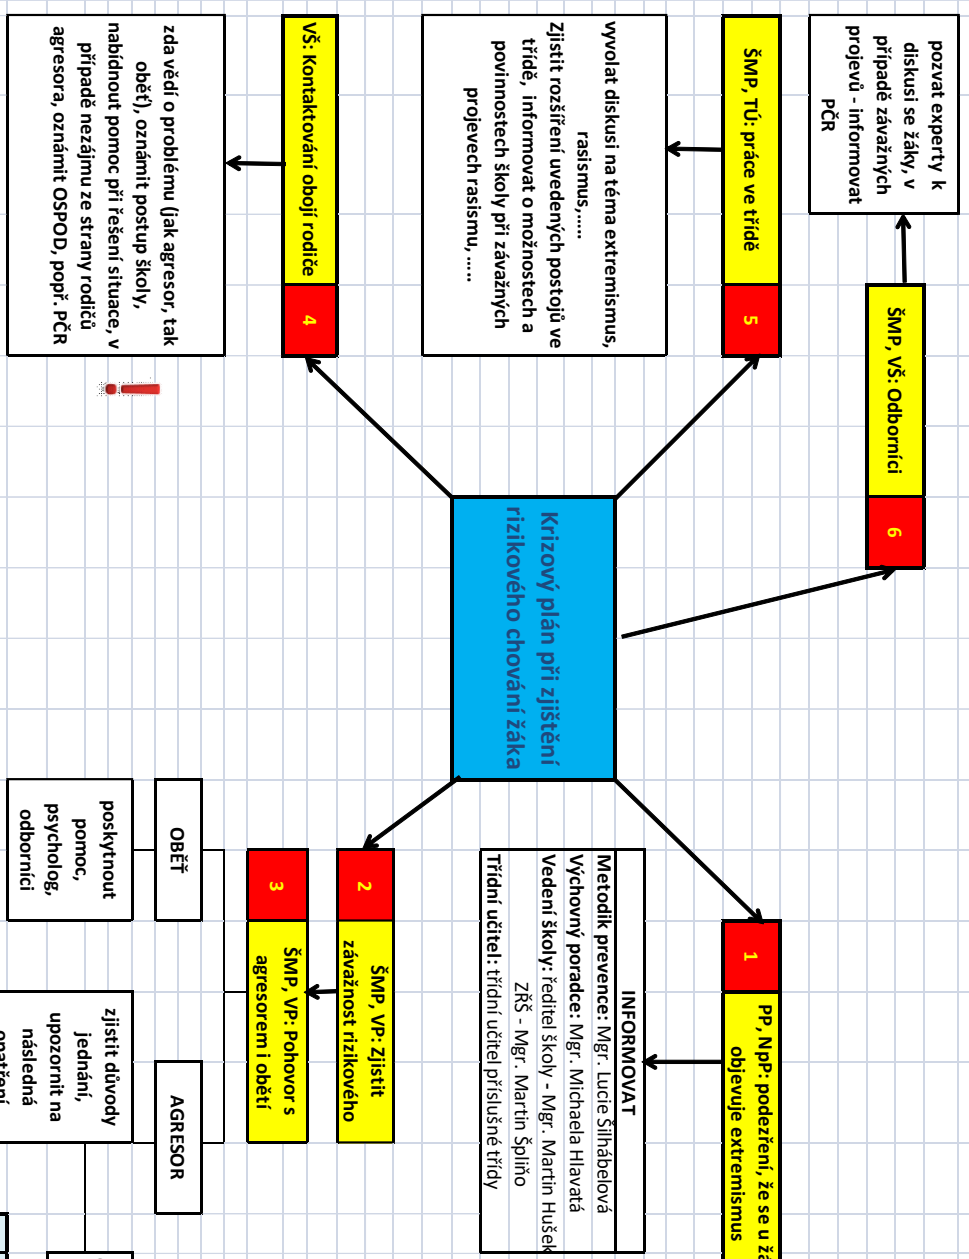 Krizový plán při zjištění
rizikového chování žáka
1
PP, NpP: podezření, že se u
objevuje extremismus
INFORMOVAT
Metodik prevence: Mgr. Lucie Šilhábelová
Výchovný poradce: Mgr. Michaela Hlavatá
Vedení školy: ředitel školy - Mgr. Martin Hušek
ZŘŠ - Mgr. Martin Špliňo
Třídní učitel: třídní učitel příslušné třídy
2
ŠMP, VP: Zjistit
závažnost rizikového
3
ŠMP, VP: Pohovor s
agresorem i obětí
OBĚŤ
poskytnout
pomoc,
psycholog,
odborníci
AGRESOR
zjistit důvody
jednání,
upozornit na
následná
VŠ: Kontaktování obojí rodiče
4
zda vědí o problému (jak agresor, tak
oběť), oznámit postup školy,
nabídnout pomoc při řešení situace, v
případě nezájmu ze strany rodičů
agresora, oznámit OSPOD, popř. PČR
ŠMP, TÚ: práce ve třídě
5
vyvolat diskusi na téma extremismus,
rasismus,....
Zjistit rozšíření uvedených postojů ve
třídě, informovat o možnostech a
povinnostech školy při závažných
projevech rasismu, .....
ŠMP, VŠ: Odborníci
6
pozvat experty k
diskusi se žáky, v
případě závažných
projevů - informovat
PČR